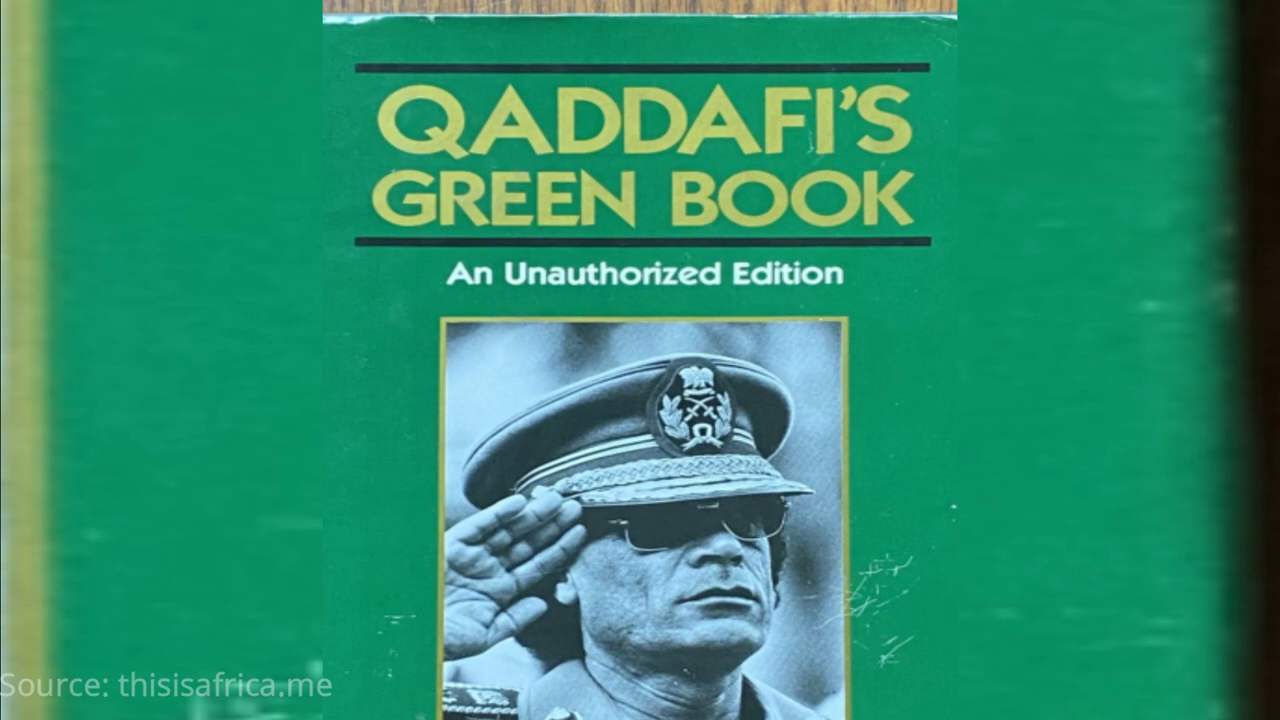 QADDAFI'S
GREEN BOOK
An Unauthorized Edition
Source: thisisafrica.me